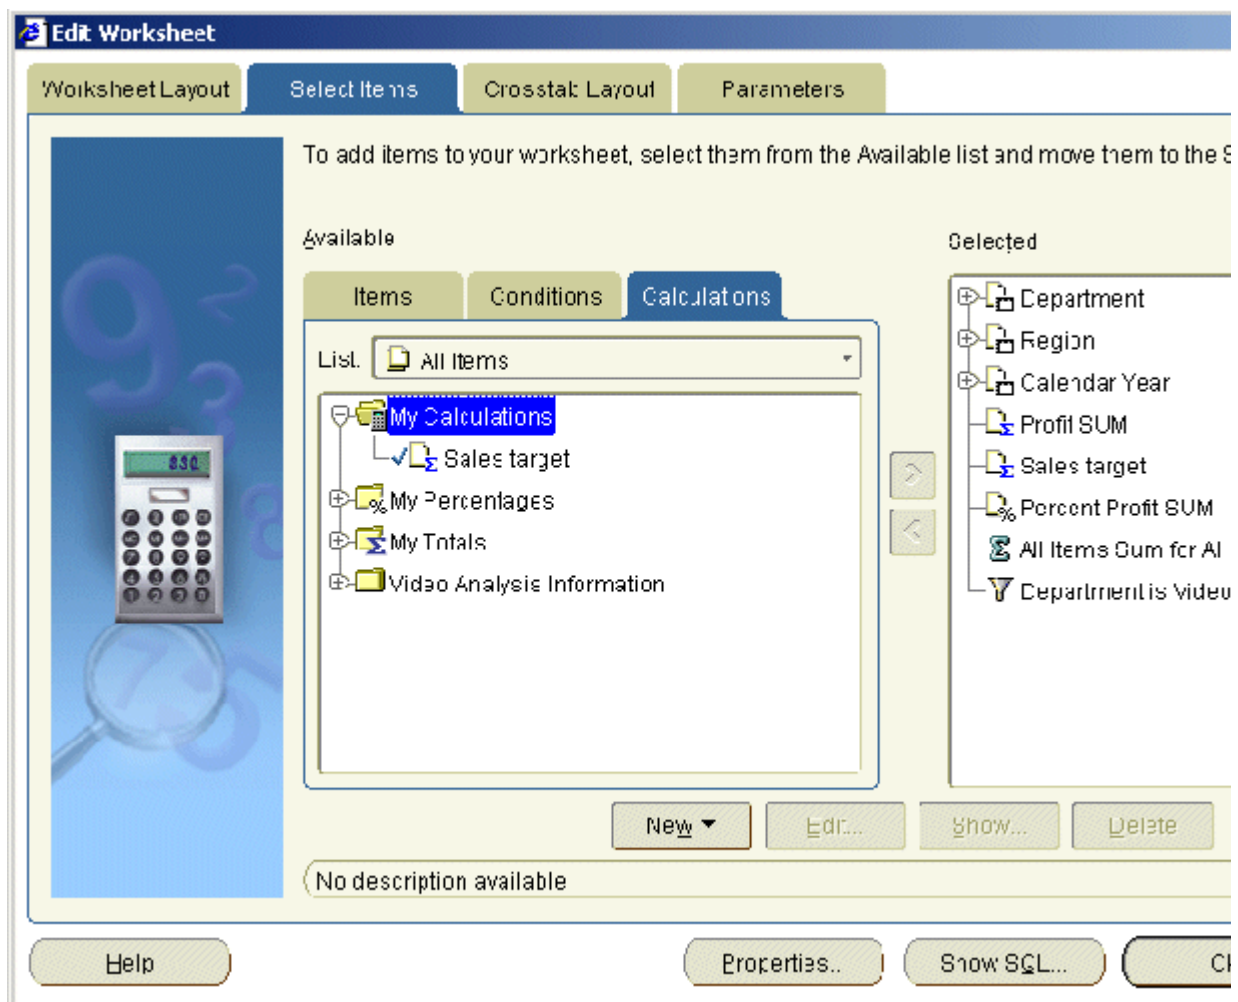 Edit Worksheet
Worksheet Layout
Select Items
Crosstab Layout
Parameters
To add items to your worksheet, select them from the Available list and move them to the S
Available
Selected
Items
Conditions
Calculations
List:
All Items
My Calculations
Sales target
My Percentages
My Totals
Video Analysis Information
Department
Region
Calendar Year
Profit SUM
Sales target
Percent Profit SUM
All Items Sum for Al
Department is Video
New
Edit...
Show...
Delete
No description available
Help
Properties..
Show SQL...